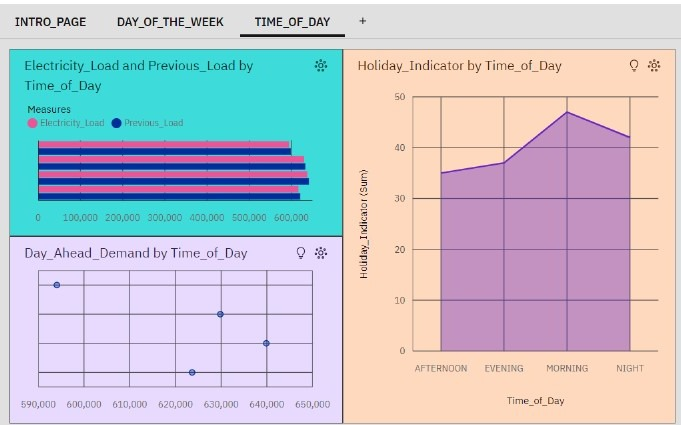 INTRO_PAGE DAY_OF_THE_WEEK TIME_OF_DAY +
Electricity_Load and Previous_Load by
Time_of_Day
Measures
Electricity_Load Previous_Load
0 100,000 200,000 300,000 400,000 500,000 600,000
Day_Ahead_Demand by Time_of_Day
590,000 600,000 610,000 620,000 630,000 640,000 650,000
Holiday_Indicator by Time_of_Day
Holiday_Indicator (Sum)
50
40
30
20
10
0
AFTERNOON EVENING MORNING NIGHT
Time_of_Day